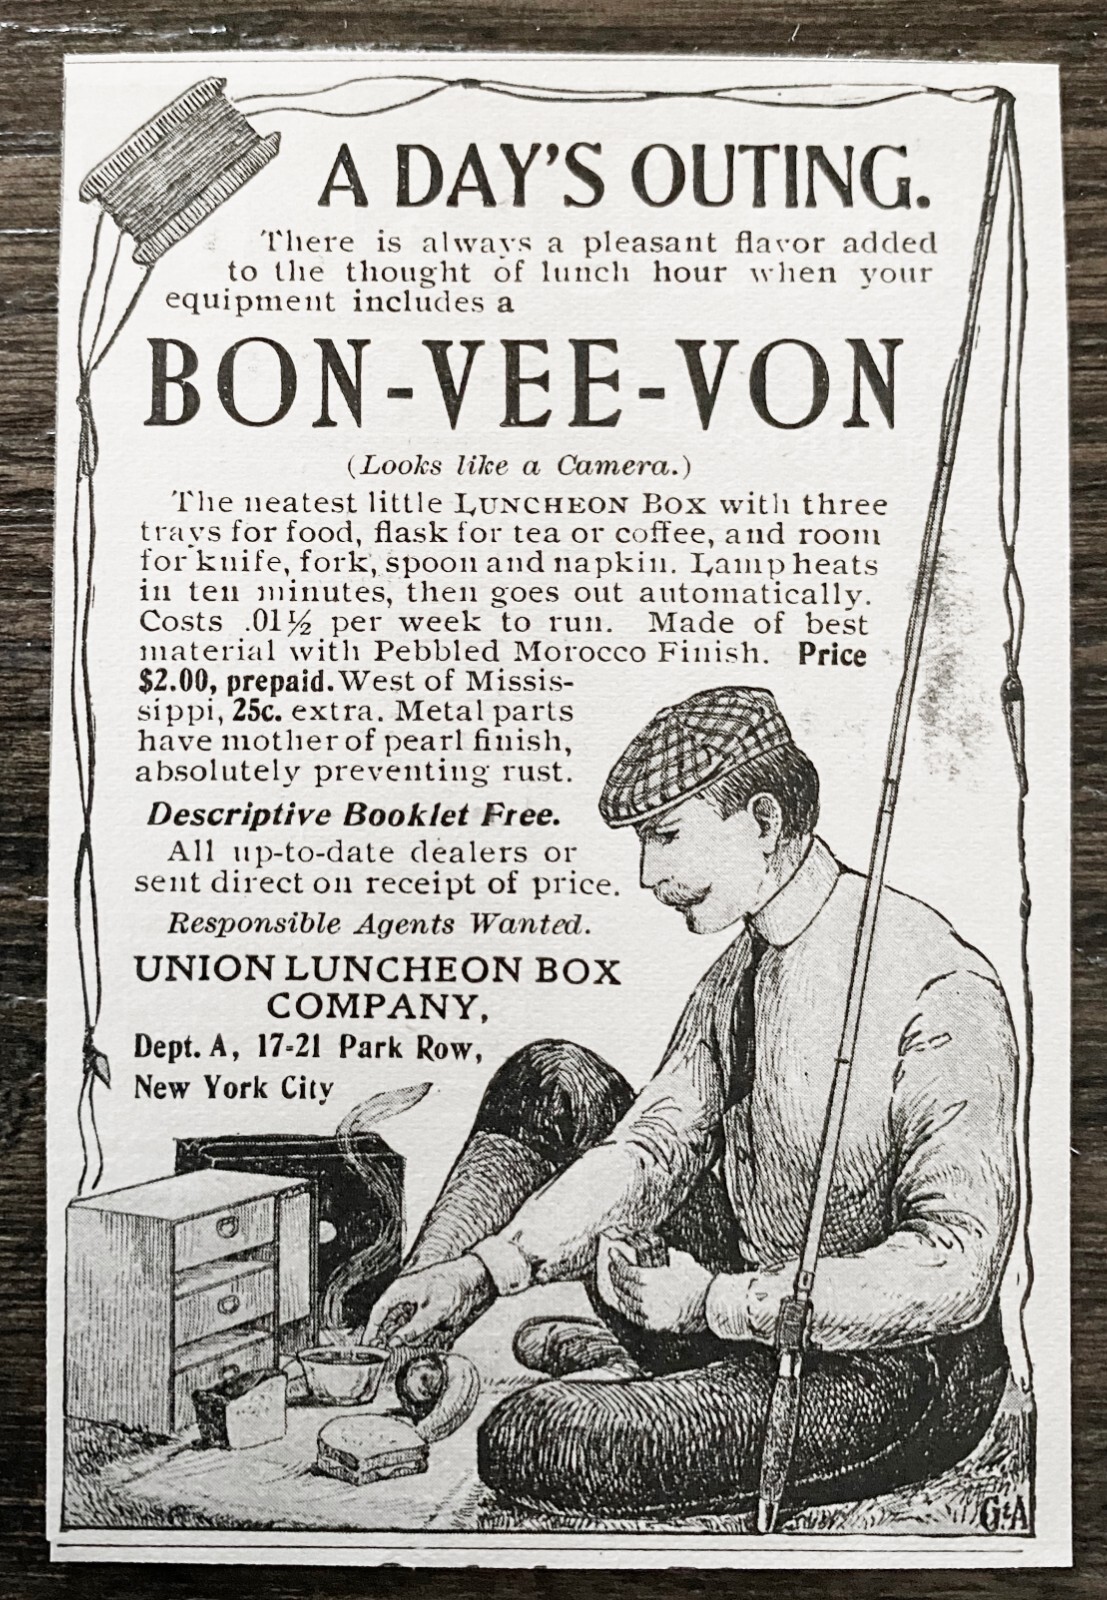 A DAY'S OUTING.
There is always a pleasant flavor added
to the thought of lunch hour when your
equipment includes a
BON-VEE-VON
(Looks like a Camera.)
The neatest little LUNCHEON BOX with three
trays for food, flask for tea or coffee, and room
for knife, fork, spoon and napkin. Lamp heats
in ten minutes, then goes out automatically.
Costs .01½ per week to run. Made of best
material with Pebbled Morocco Finish. Price
$2.00, prepaid. West of Missis-
sippi, 25c. extra. Metal parts
have mother of pearl finish,
absolutely preventing rust.
Descriptive Booklet Free.
All up-to-date dealers or
sent direct on receipt of price.
Responsible Agents Wanted.
UNION LUNCHEON BOX
COMPANY,
Dept. A, 17-21 Park Row,
New York City
G&A